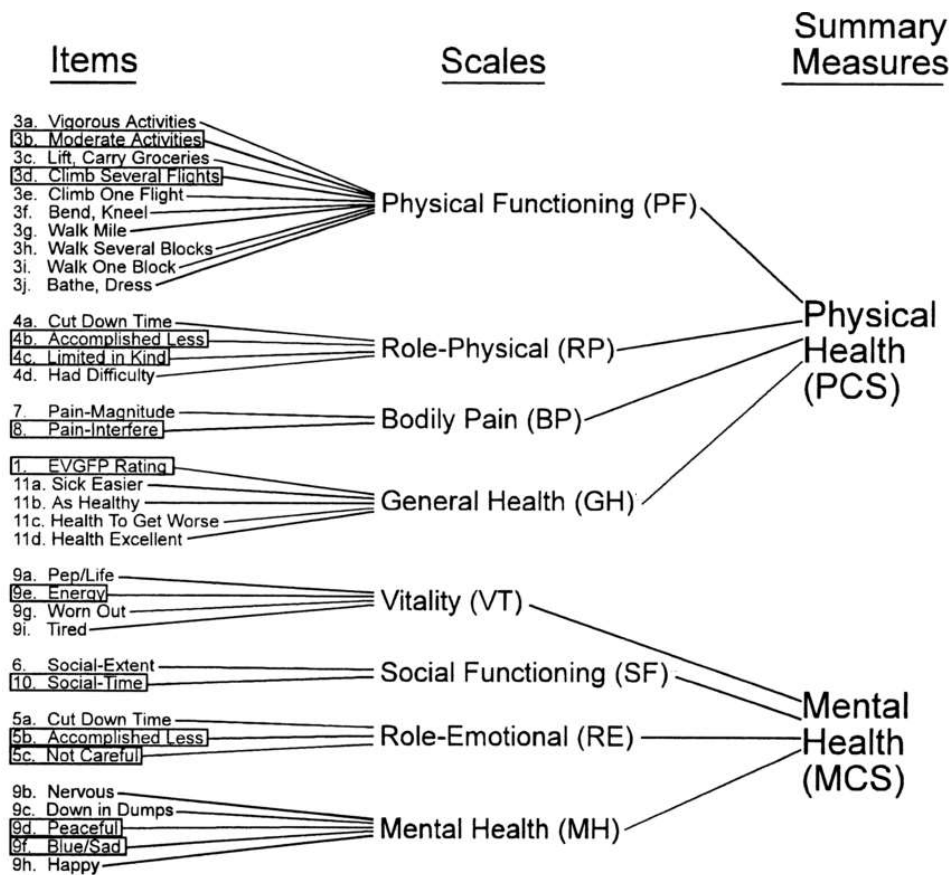 Items
Scales
Summary
Measures
3a. Vigorous Activities
3b. Moderate Activities
3c. Lift, Carry Groceries
3d. Climb Several Flights
3e. Climb One Flight
3f. Bend, Kneel
3g. Walk Mile
3h. Walk Several Blocks
3i. Walk One Block
3j. Bathe, Dress
Physical Functioning (PF)
4a. Cut Down Time
4b. Accomplished Less
4c. Limited in Kind
4d. Had Difficulty
Role-Physical (RP)
7. Pain-Magnitude
8. Pain-Interfere
Bodily Pain (BP)
1. EVGFP Rating
11a. Sick Easier
11b. As Healthy
11c. Health To Get Worse
11d. Health Excellent
General Health (GH)
Physical
Health
(PCS)
9a. Pep/Life
9e. Energy
9g. Worn Out
9i. Tired
Vitality (VT)
6. Social-Extent
10. Social-Time
Social Functioning (SF)
5a. Cut Down Time
5b. Accomplished Less
5c. Not Careful
Role-Emotional (RE)
9b. Nervous
9c. Down in Dumps
9d. Peaceful
9f. Blue/Sad
9h. Happy
Mental Health (MH)
Mental
Health
(MCS)